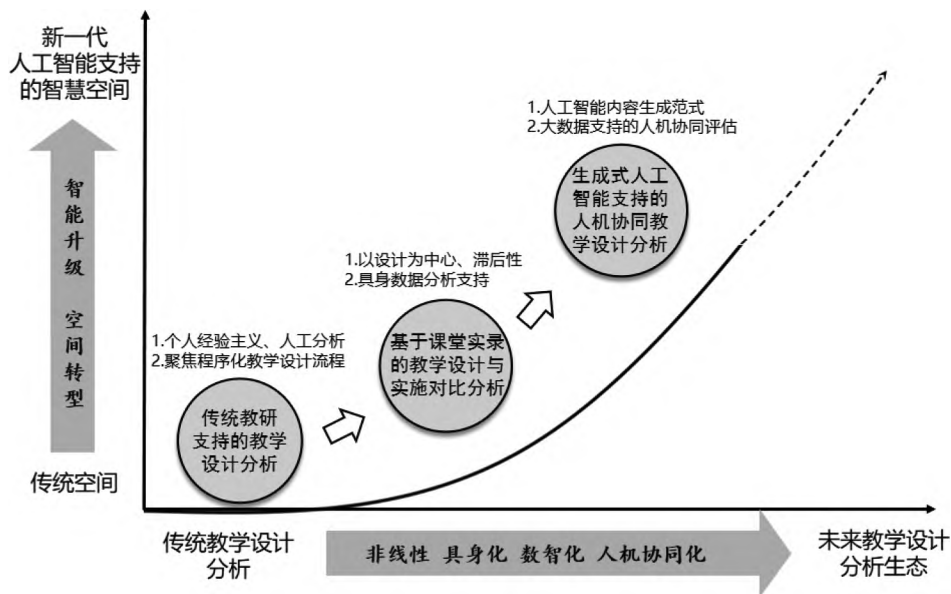 新一代
人工智能支持
的智慧空间
智能升级 空间转型
传统空间
1.人工智能内容生成范式
2.大数据支持的人机协同评估
生成式人工
智能支持的
人机协同教
学设计分析
1.以设计为中心、滞后性
2.具身数据分析支持
基于课堂实录
的教学设计与
实施对比分析
1.个人经验主义、人工分析
2.聚焦程序化教学设计流程
传统教研
支持的教学
设计分析
传统教学设计
分析
非线性 具身化 数智化 人机协同化
未来教学设计
分析生态